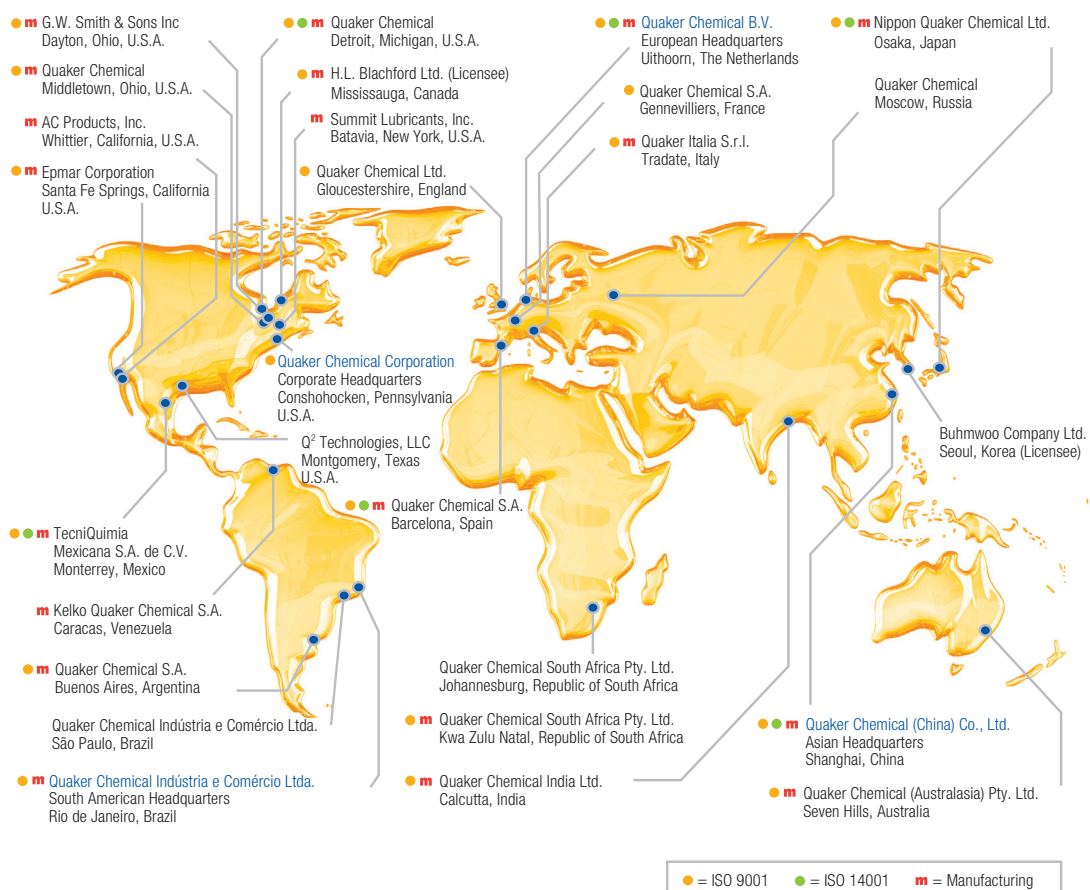 m G.W. Smith & Sons Inc
Dayton, Ohio, U.S.A.
m Quaker Chemical
Middletown, Ohio, U.S.A.
m AC Products, Inc.
Whittier, California, U.S.A.
m Epmar Corporation
Santa Fe Springs, California
U.S.A.
m Quaker Chemical
Detroit, Michigan, U.S.A.
m H.L. Blachford Ltd. (Licensee)
Mississauga, Canada
m Summit Lubricants, Inc.
Batavia, New York, U.S.A.
Quaker Chemical Ltd.
Gloucestershire, England
m Quaker Chemical B.V.
European Headquarters
Uithoorn, The Netherlands
Quaker Chemical S.A.
Gennevilliers, France
m Quaker Italia S.r.l.
Tradate, Italy
m Nippon Quaker Chemical Ltd.
Osaka, Japan
Quaker Chemical
Moscow, Russia
Quaker Chemical Corporation
Corporate Headquarters
Conshohocken, Pennsylvania
U.S.A.
Q² Technologies, LLC
Montgomery, Texas
U.S.A.
m Quaker Chemical S.A.
Barcelona, Spain
Buhmwoo Company Ltd.
Seoul, Korea (Licensee)
m TecniQuimia
Mexicana S.A. de C.V.
Monterrey, Mexico
m Kelko Quaker Chemical S.A.
Caracas, Venezuela
m Quaker Chemical S.A.
Buenos Aires, Argentina
Quaker Chemical Indústria e Comércio Ltda.
São Paulo, Brazil
m Quaker Chemical Indústria e Comércio Ltda.
South American Headquarters
Rio de Janeiro, Brazil
Quaker Chemical South Africa Pty. Ltd.
Johannesburg, Republic of South Africa
m Quaker Chemical South Africa Pty. Ltd.
Kwa Zulu Natal, Republic of South Africa
m Quaker Chemical India Ltd.
Calcutta, India
m Quaker Chemical (China) Co., Ltd.
Asian Headquarters
Shanghai, China
m Quaker Chemical (Australasia) Pty. Ltd.
Seven Hills, Australia
= ISO 9001 = ISO 14001 m = Manufacturing